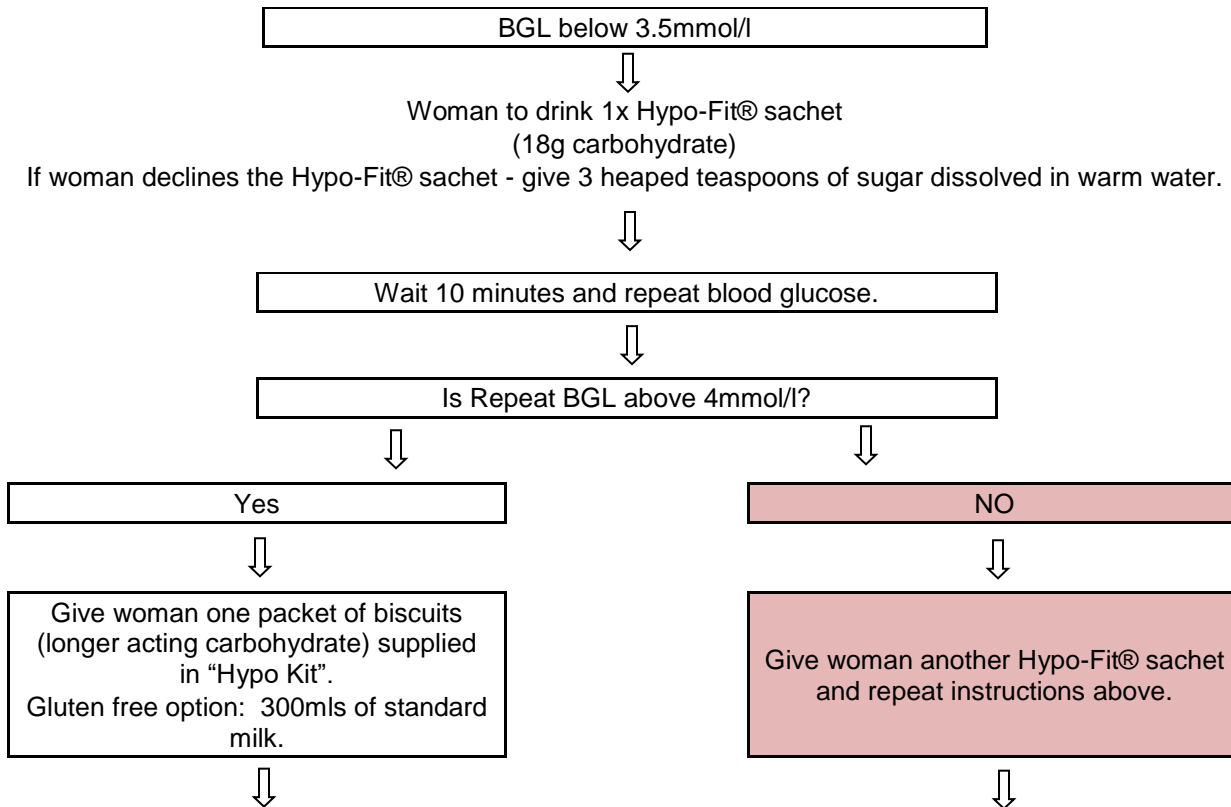 BGL below 3.5mmol/l
Woman to drink 1x Hypo-Fit® sachet
(18g carbohydrate)
If woman declines the Hypo-Fit® sachet - give 3 heaped teaspoons of sugar dissolved in warm water.
Wait 10 minutes and repeat blood glucose.
Is Repeat BGL above 4mmol/l?
Yes
NO
Give woman one packet of biscuits
(longer acting carbohydrate) supplied
in “Hypo Kit”.
Gluten free option:  300mls of standard
milk.
Give woman another Hypo-Fit® sachet
and repeat instructions above.